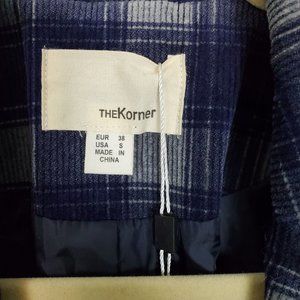 THEKorner
EUR 38
USA S
MADE IN
CHINA